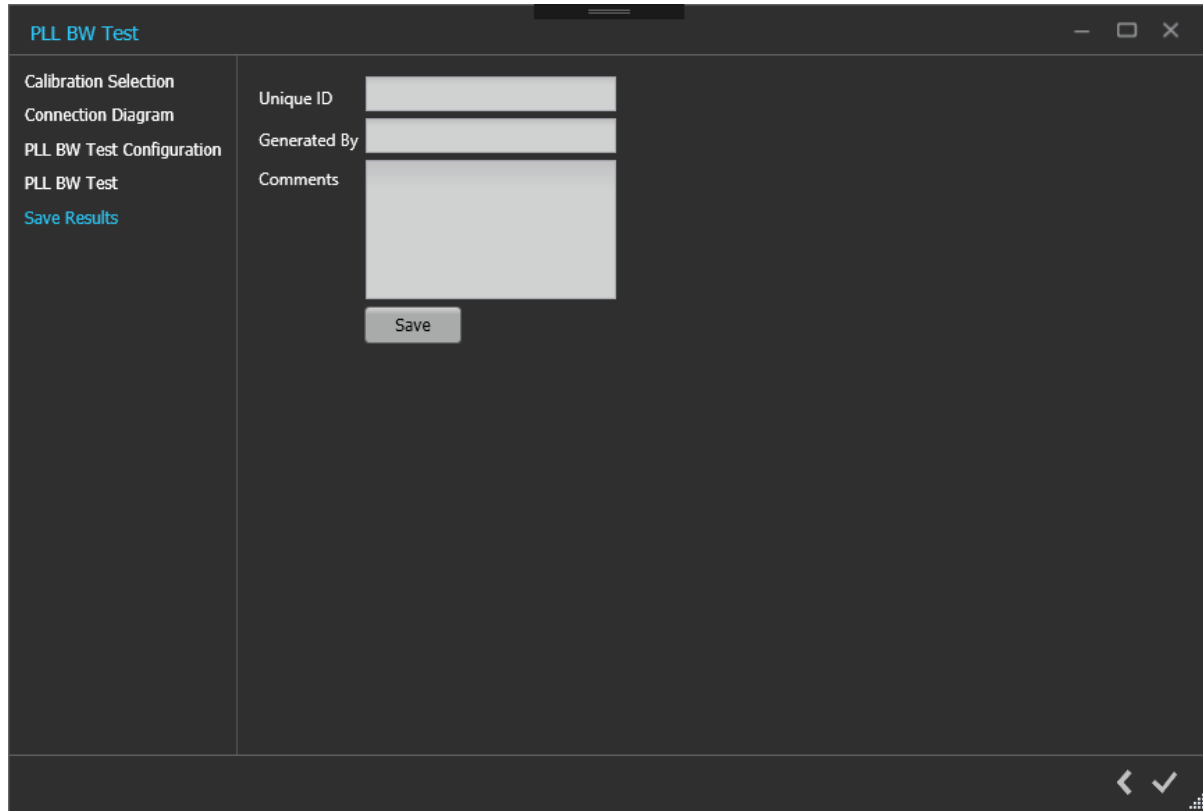 PLL BW Test
Calibration Selection
Connection Diagram
PLL BW Test Configuration
PLL BW Test
Save Results
Unique ID
Generated By
Comments
Save